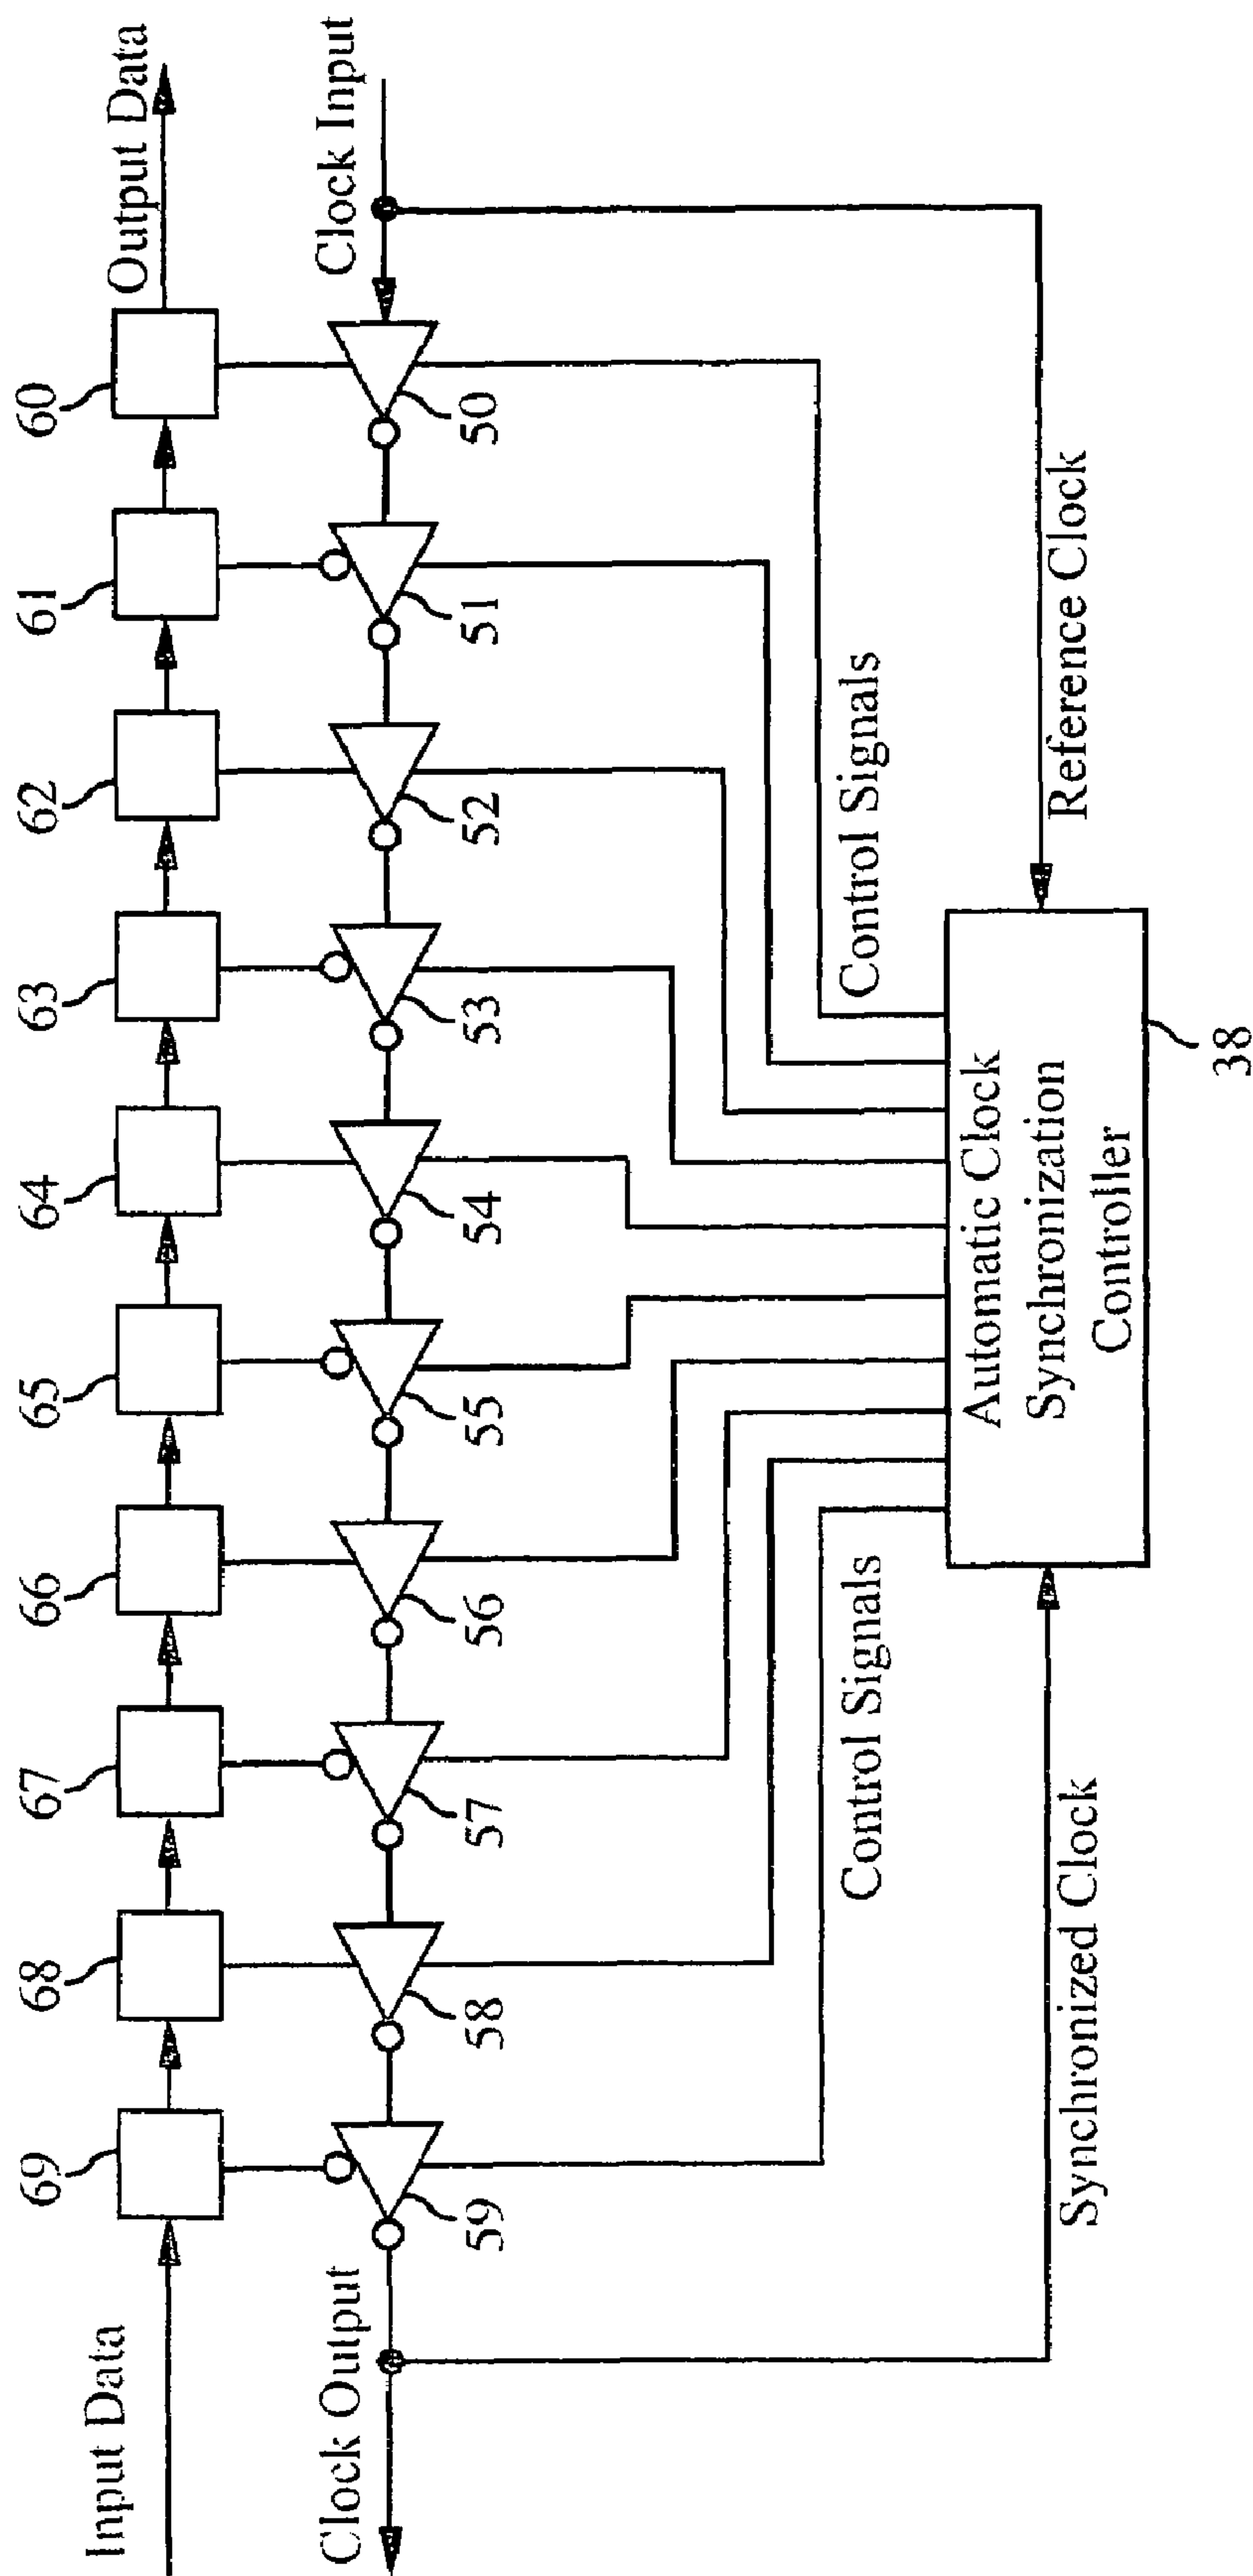 Input Data
69
68
67
66
65
64
63
62
61
60
Output Data
Clock Output
59
58
57
56
55
54
53
52
51
50
Clock Input
Control Signals
Control Signals
Synchronized Clock
Automatic Clock
Synchronization
Controller
38
Reference Clock